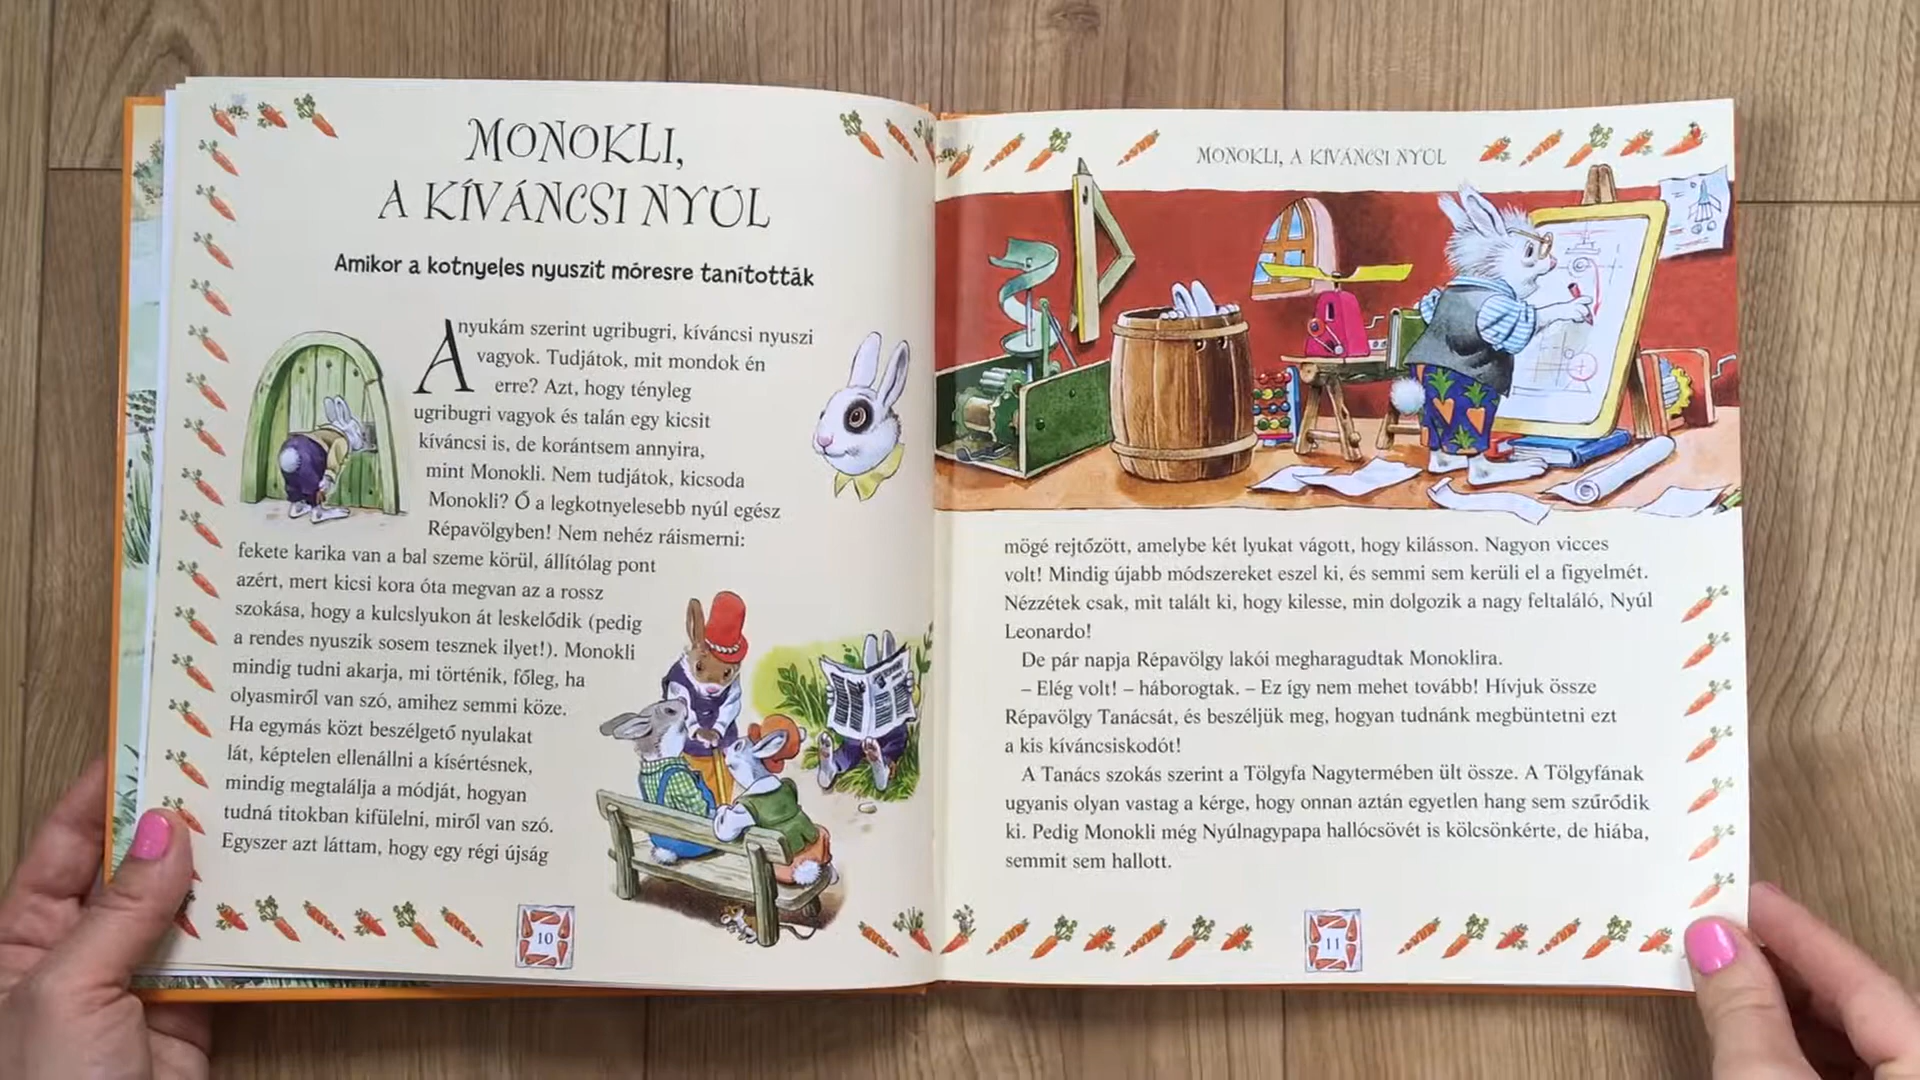 MONOKLI,
A KÍVÁNCSI NYÚL
Amikor a kotnyeles nyuszit móresre tanították
Anyukám szerint ugribugri, kíváncsi nyuszi
vagyok. Tudjátok, mit mondok én
erre? Azt, hogy tényleg
ugribugri vagyok és talán egy kicsit
kíváncsi is, de korántsem annyira,
mint Monokli. Nem tudjátok, kicsoda
Monokli? Ő a legkotnyelesebb nyúl egész
Répavölgyben! Nem nehéz ráismerni:
fekete karika van a bal szeme körül, állítólag pont
azért, mert kicsi kora óta megvan az a rossz
szokása, hogy a kulcslyukon át leskelődik (pedig
a rendes nyuszik sosem tesznek ilyet!). Monokli
mindig tudni akarja, mi történik, főleg, ha
olyasmiről van szó, amihez semmi köze.
Ha egymás közt beszélgető nyulakat
lát, képtelen ellenállni a kísértésnek,
mindig megtalálja a módját, hogyan
tudná titokban kifülelni, miről van szó.
Egyszer azt láttam, hogy egy régi újság
10
MONOKLI, A KÍVÁNCSI NYÚL
mögé rejtőzött, amelybe két lyukat vágott, hogy kilásson. Nagyon vicces
volt! Mindig újabb módszereket eszel ki, és semmi sem kerüli el a figyelmét.
Nézzétek csak, mit talált ki, hogy kilesse, min dolgozik a nagy feltaláló, Nyúl
Leonardo!
De pár napja Répavölgy lakói megharagudtak Monoklira.
– Elég volt! – háborogtak. – Ez így nem mehet tovább! Hívjuk össze
Répavölgy Tanácsát, és beszéljük meg, hogyan tudnánk megbüntetni ezt
a kis kíváncsiskodót!
A Tanács szokás szerint a Tölgyfa Nagytermében ült össze. A Tölgyfának
ugyanis olyan vastag a kérge, hogy onnan aztán egyetlen hang sem szűrődik
ki. Pedig Monokli még Nyúlnagypapa hallócsövét is kölcsönkérte, de hiába,
semmit sem hallott.
11